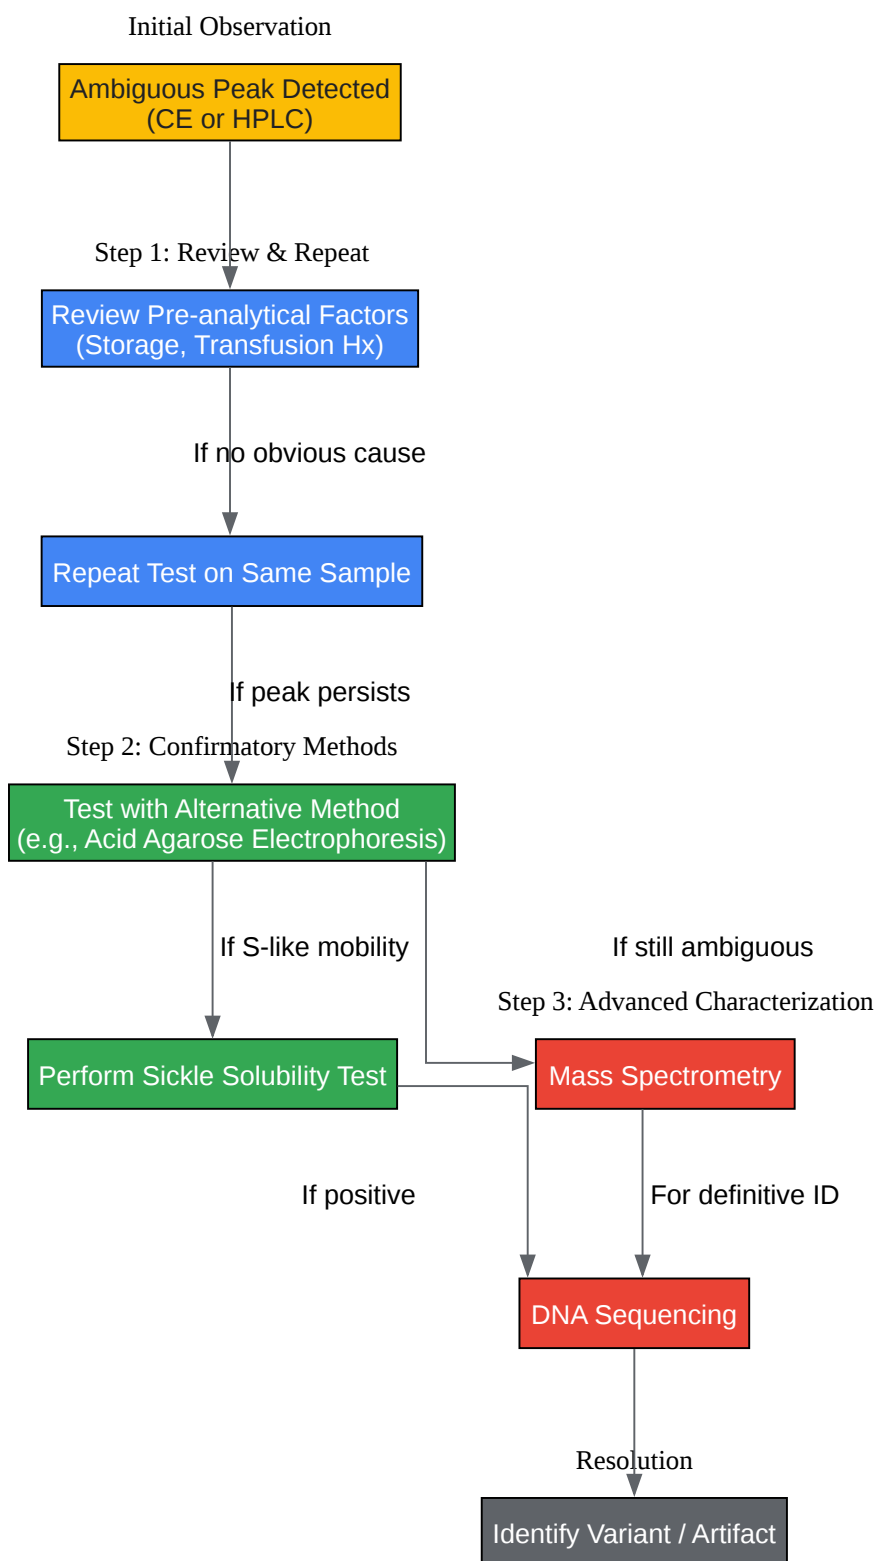 Initial Observation
Ambiguous Peak Detected
(CE or HPLC)
Step 1: Review & Repeat
Review Pre-analytical Factors
(Storage, Transfusion Hx)
If no obvious cause
Repeat Test on Same Sample
If peak persists
Step 2: Confirmatory Methods
Test with Alternative Method
(e.g., Acid Agarose Electrophoresis)
If S-like mobility
If still ambiguous
Step 3: Advanced Characterization
Perform Sickle Solubility Test
Mass Spectrometry
If positive
For definitive ID
DNA Sequencing
Resolution
Identify Variant / Artifact